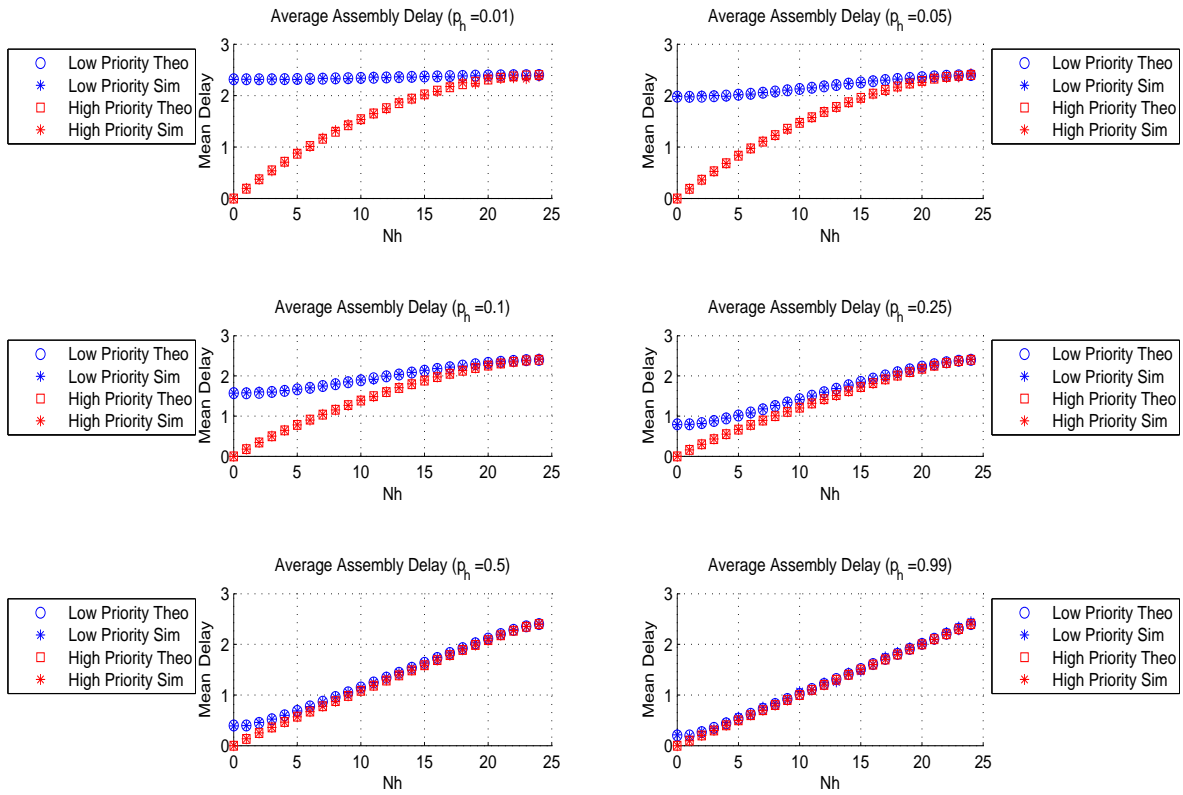 Average Assembly Delay (p_h =0.01)
Low Priority Theo
Low Priority Sim
High Priority Theo
High Priority Sim
Mean Delay
3
2
1
0
0 5 10 15 20 25
Nh
Average Assembly Delay (p_h =0.05)
Mean Delay
3
2
1
0
0 5 10 15 20 25
Nh
Low Priority Theo
Low Priority Sim
High Priority Theo
High Priority Sim
Average Assembly Delay (p_h =0.1)
Low Priority Theo
Low Priority Sim
High Priority Theo
High Priority Sim
Mean Delay
3
2
1
0
0 5 10 15 20 25
Nh
Average Assembly Delay (p_h =0.25)
Mean Delay
3
2
1
0
0 5 10 15 20 25
Nh
Low Priority Theo
Low Priority Sim
High Priority Theo
High Priority Sim
Average Assembly Delay (p_h =0.5)
Low Priority Theo
Low Priority Sim
High Priority Theo
High Priority Sim
Mean Delay
3
2
1
0
0 5 10 15 20 25
Nh
Average Assembly Delay (p_h =0.99)
Mean Delay
3
2
1
0
0 5 10 15 20 25
Nh
Low Priority Theo
Low Priority Sim
High Priority Theo
High Priority Sim